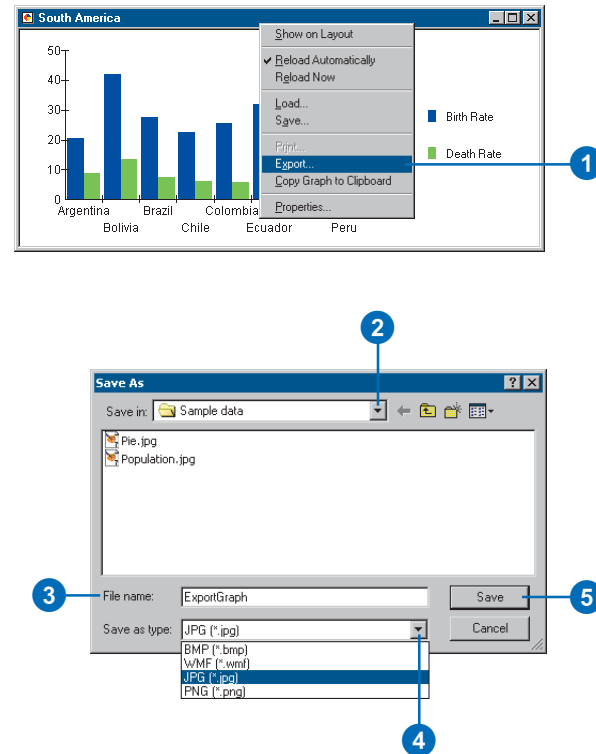 South America
50
40
30
20
10
0
Argentina Brazil Colombia
Bolivia Chile Ecuador Peru
Show on Layout
Reload Automatically
Reload Now
Load...
Save...
Print...
Export...
Copy Graph to Clipboard
Properties...
Birth Rate
Death Rate
1
2
Save As
Save in: Sample data
Pie.jpg
Population.jpg
3
File name: ExportGraph Save
5
Save as type: JPG (*.jpg) Cancel
BMP (*.bmp)
WMF (*.wmf)
JPG (*.jpg)
PNG (*.png)
4